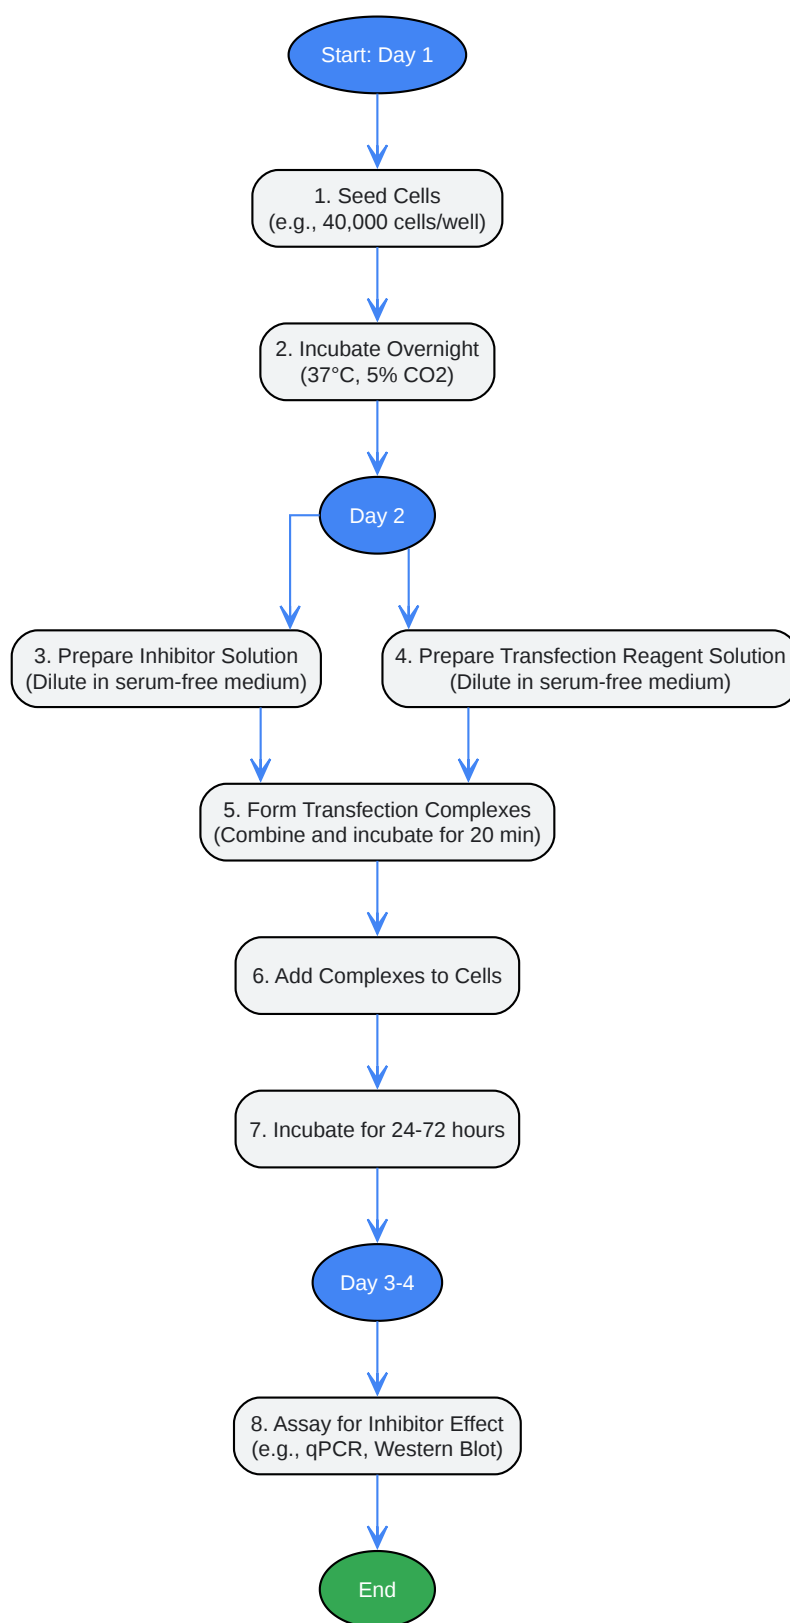 Start: Day 1
1. Seed Cells
(e.g., 40,000 cells/well)
2. Incubate Overnight
(37°C, 5% CO2)
Day 2
3. Prepare Inhibitor Solution
(Dilute in serum-free medium)
4. Prepare Transfection Reagent Solution
(Dilute in serum-free medium)
5. Form Transfection Complexes
(Combine and incubate for 20 min)
6. Add Complexes to Cells
7. Incubate for 24-72 hours
Day 3-4
8. Assay for Inhibitor Effect
(e.g., qPCR, Western Blot)
End